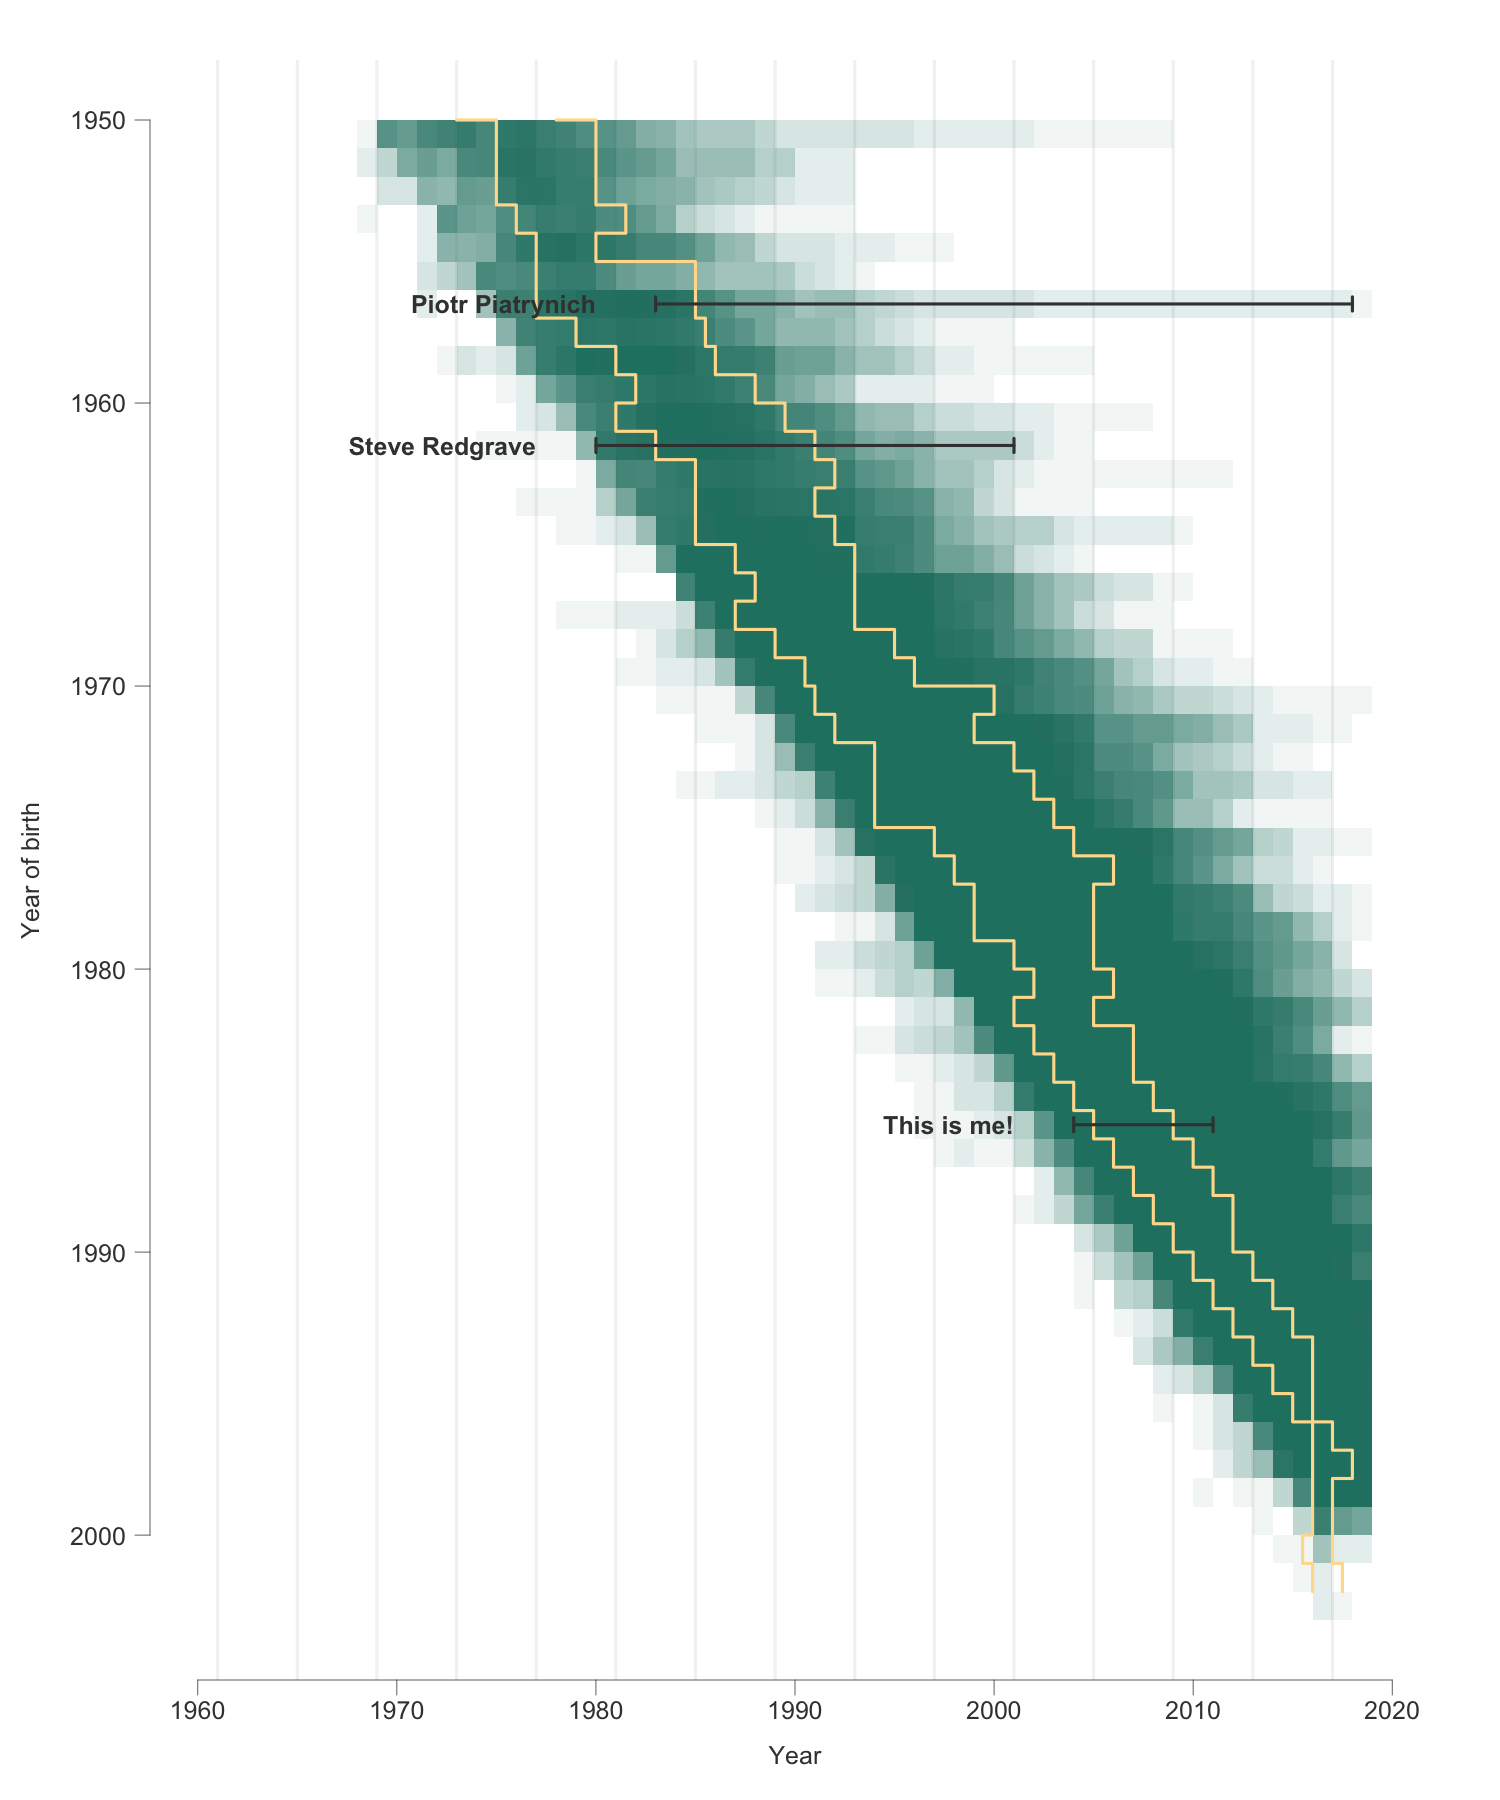 1950
Piotr Piatrynich
1960
Steve Redgrave
1970
Year of birth
1980
This is me!
1990
2000
1960 1970 1980 1990 2000 2010 2020
Year